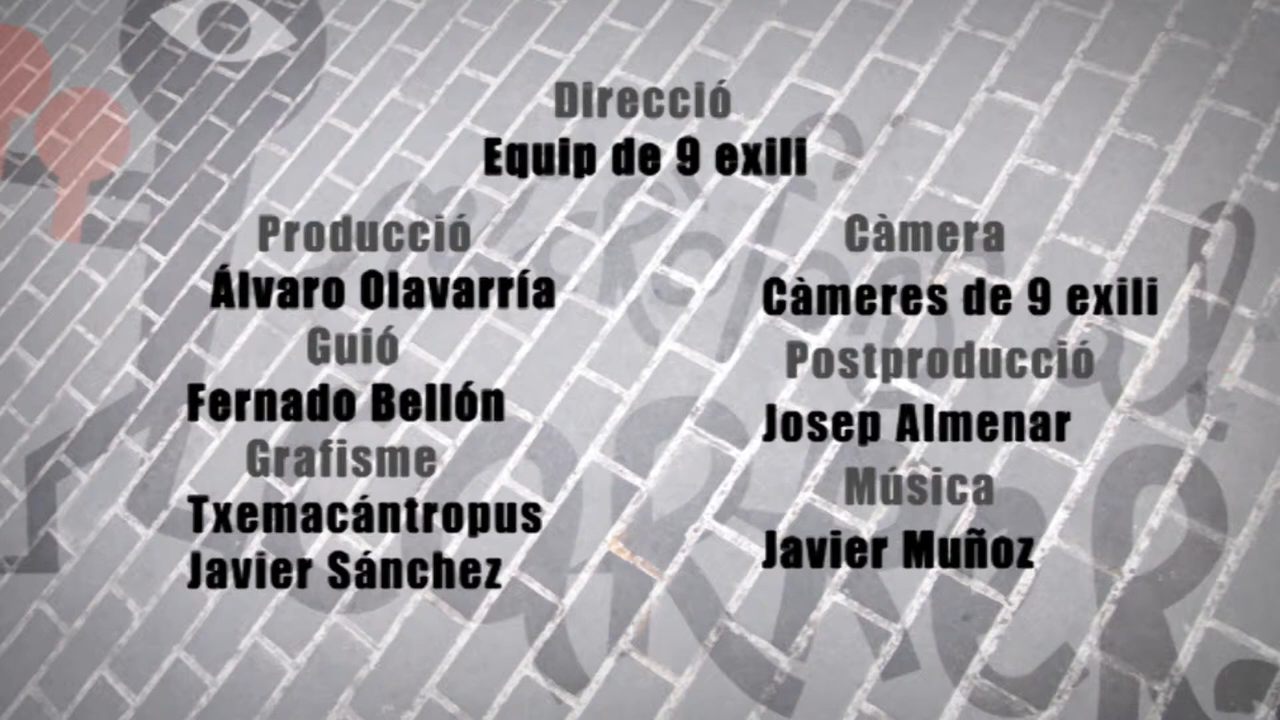 Direcció
Equip de 9 exili
Producció
Álvaro Olavarría
Guió
Fernado Bellón
Grafisme
Txemacántropus
Javier Sánchez
Càmera
Càmeres de 9 exili
Postproducció
Josep Almenar
Música
Javier Muñoz